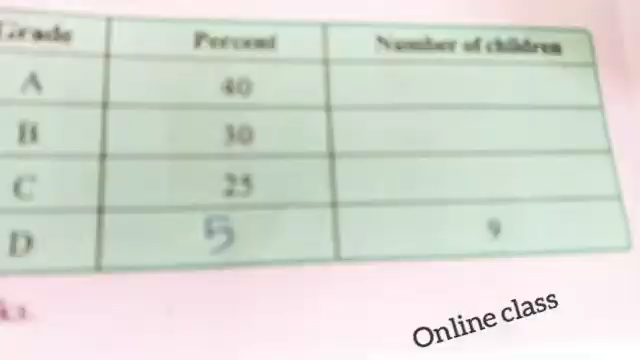 Grade Percent Number of children
A 40
B 30
C 25
D 5 9
Online class